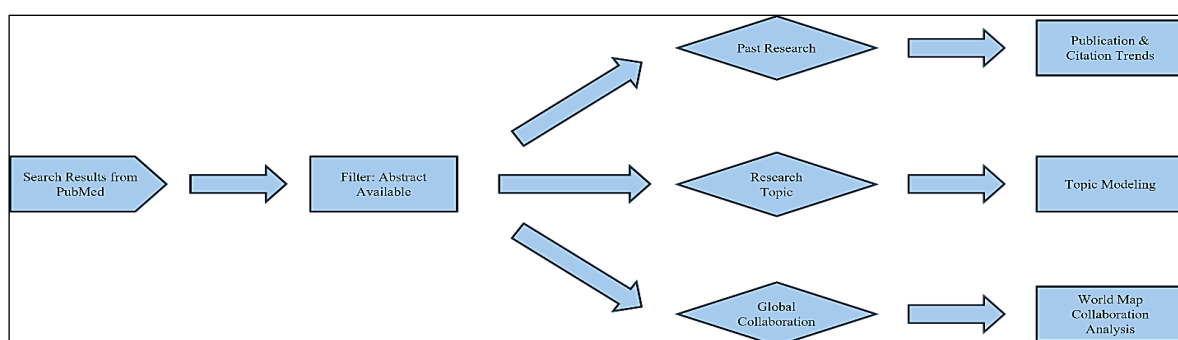 Past Research
Publication &
Citation Trends
Search Results from
PubMed
Filter: Abstract
Available
Research
Topic
Topic Modeling
Global
Collaboration
World Map
Collaboration
Analysis